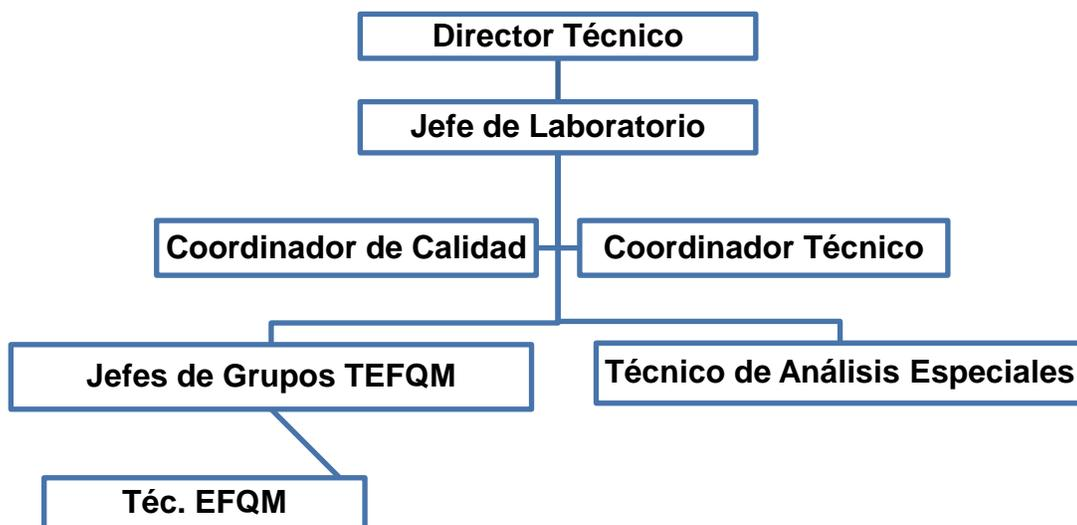 Director Técnico
Jefe de Laboratorio
Coordinador de Calidad
Coordinador Técnico
Jefes de Grupos TEFQM
Técnico de Análisis Especiales
Téc. EFQM